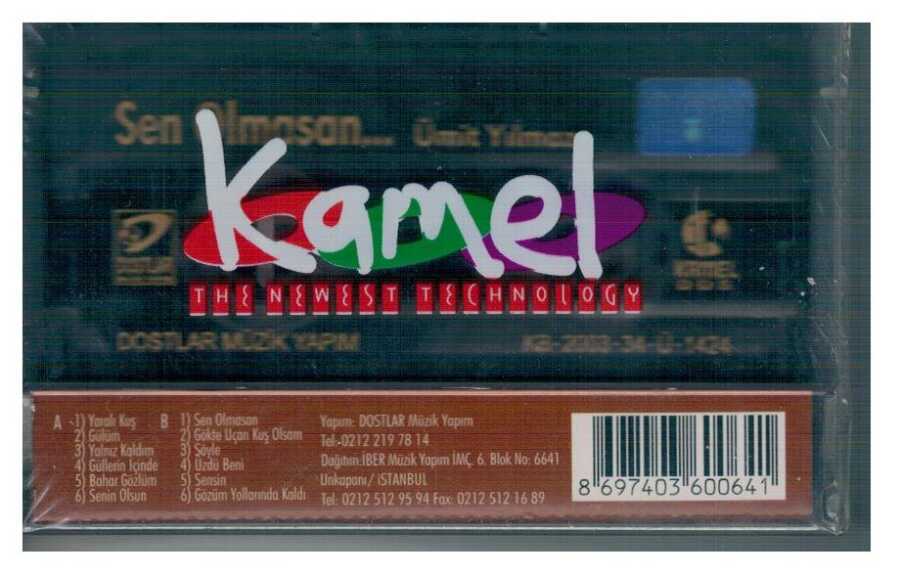 Sen Olmasan... Ümit Yılmaz
Kamel
THE NEWEST TECHNOLOGY
KAMEL
DOSTLAR MÜZİK YAPIM KB-2003-34-Ü-1424
A 1) Yaralı Kuş
2) Gülüm
3) Yalnız Kaldım
4) Güllerin İçinde
5) Bahar Gözlüm
6) Senin Olsun
B 1) Sen Olmasan
2) Gökte Uçan Kuş Olsam
3) Söyle
4) Üzdü Beni
5) Sensin
6) Gözüm Yollarında Kaldı
Yapım: DOSTLAR Müzik Yapım
Tel:0212 219 78 14
Dağıtım:İBER Müzik Yapım İMÇ. 6. Blok No: 6641
Unkapanı/ İSTANBUL
Tel: 0212 512 95 94 Fax: 0212 512 16 89
8 697403 600641